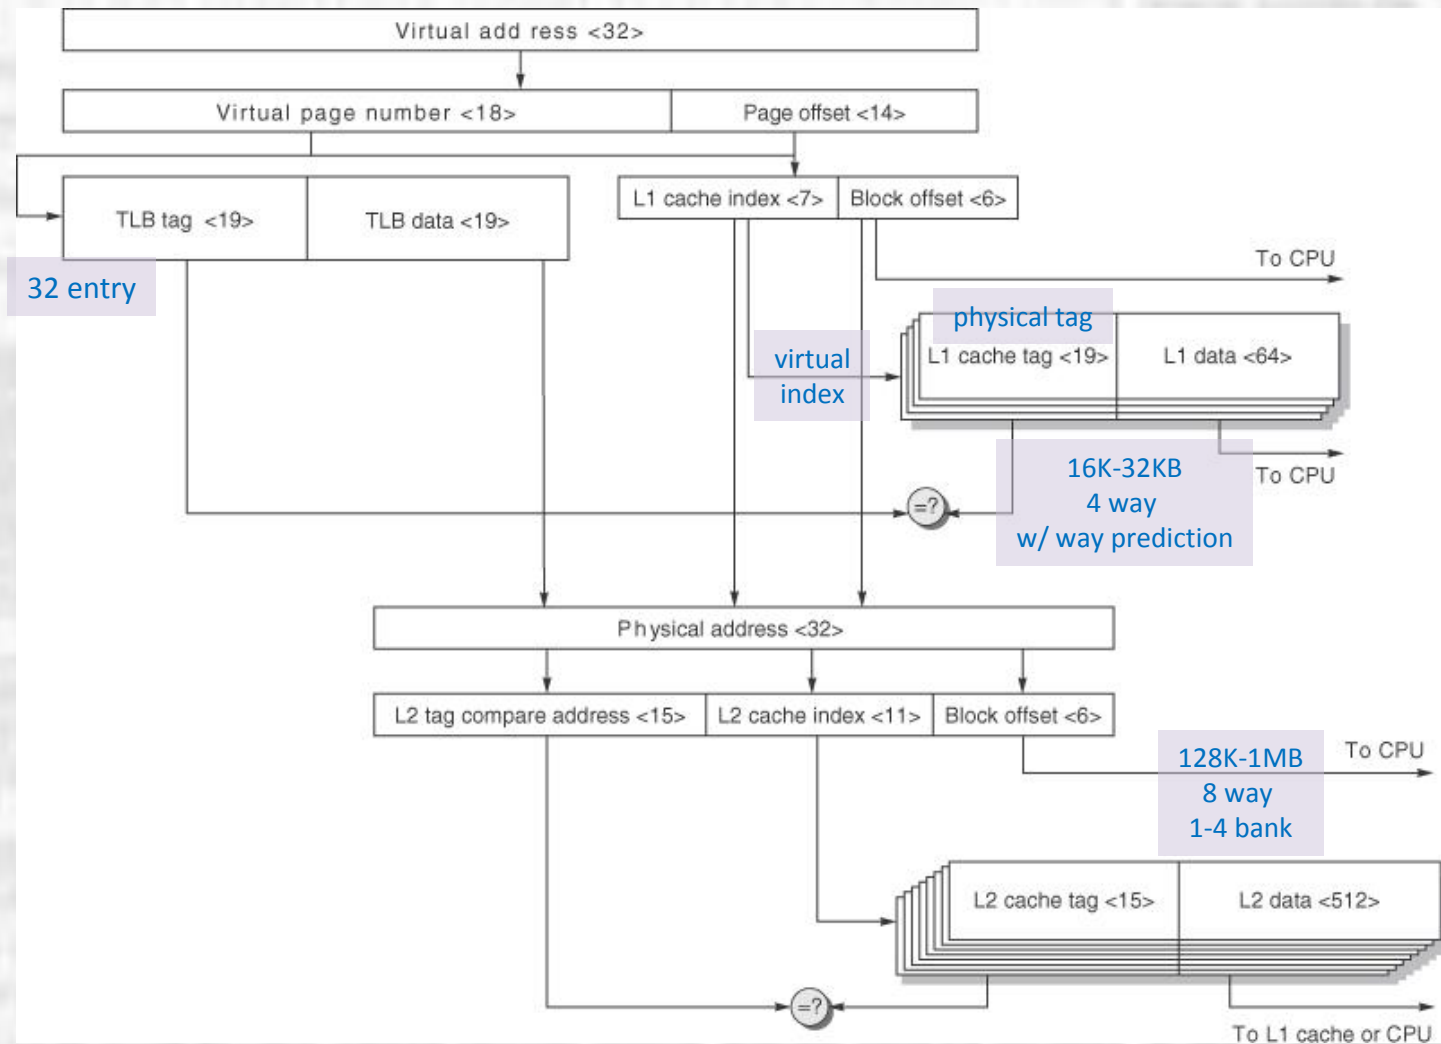 Virtual add ress <32>
Virtual page number <18>
Page offset <14>
TLB tag <19>
TLB data <19>
L1 cache index <7>
Block offset <6>
32 entry
To CPU
physical tag
virtual
index
L1 cache tag <19>
L1 data <64>
To CPU
16K-32KB
4 way
w/ way prediction
=?
Physical address <32>
L2 tag compare address <15>
L2 cache index <11>
Block offset <6>
To CPU
128K-1MB
8 way
1-4 bank
L2 cache tag <15>
L2 data <512>
=?
To L1 cache or CPU